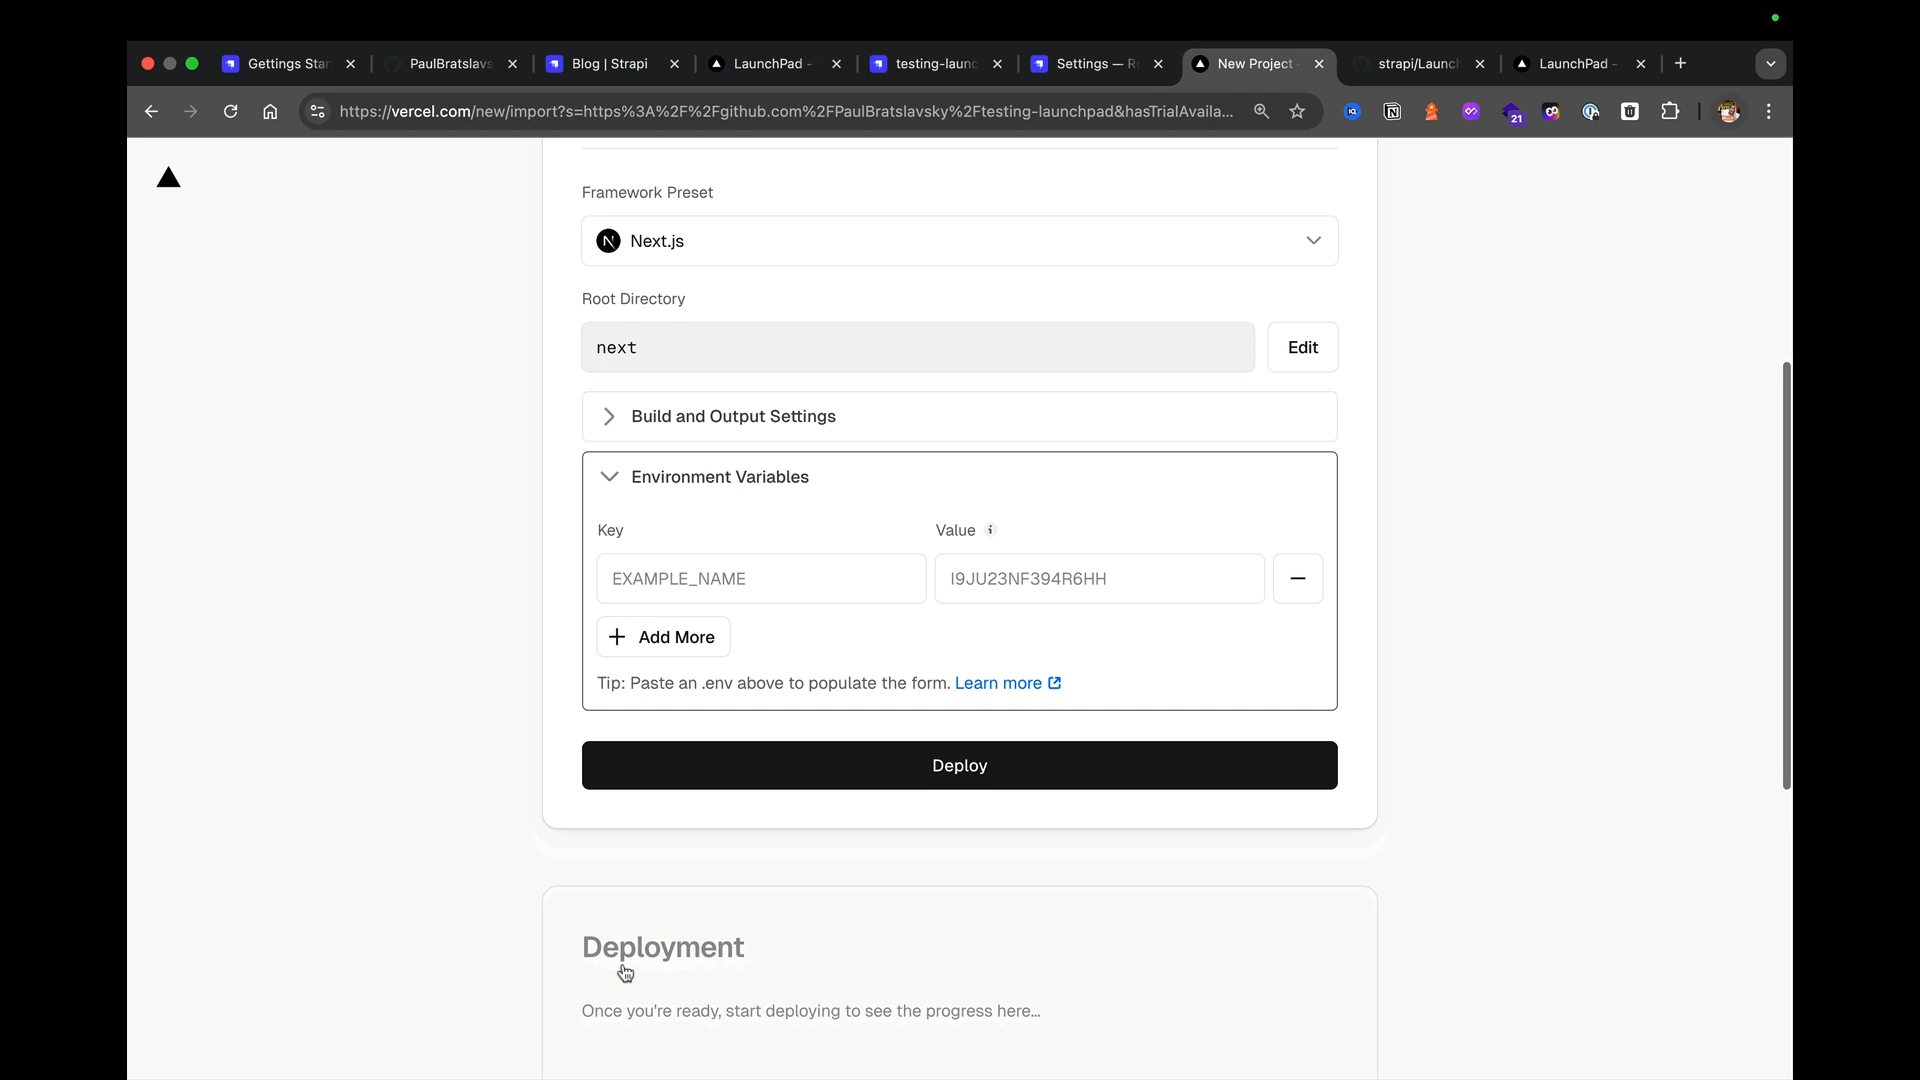 Gettings Star
PaulBratslavs
Blog | Strapi
LaunchPad -
testing-launc
Settings — R
New Project -
strapi/Launch
LaunchPad -
https://vercel.com/new/import?s=https%3A%2F%2Fgithub.com%2FPaulBratslavsky%2Ftesting-launchpad&hasTrialAvaila...
21
Framework Preset
N Next.js
Root Directory
next
Edit
Build and Output Settings
Environment Variables
Key
Value i
EXAMPLE_NAME
I9JU23NF394R6HH
Add More
Tip: Paste an .env above to populate the form. Learn more
Deploy
Deployment
Once you're ready, start deploying to see the progress here...